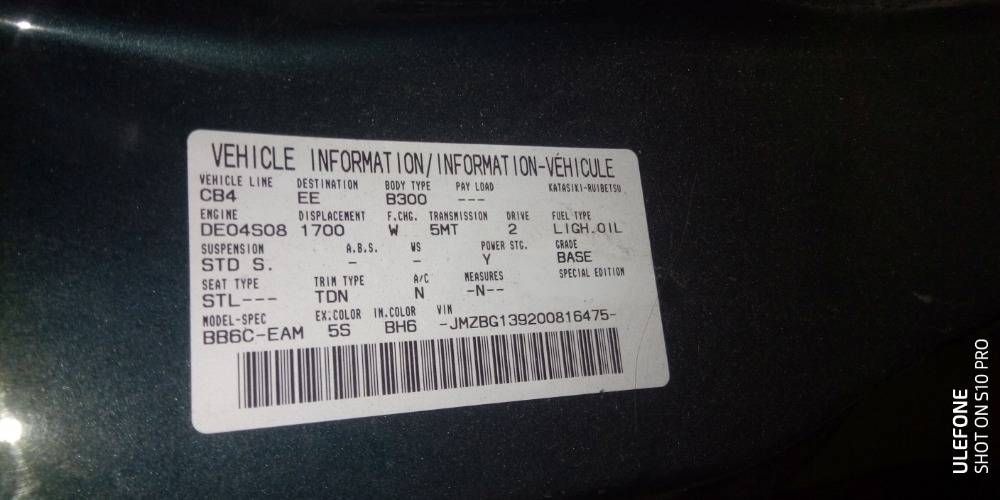 VEHICLE INFORMATION/INFORMATION-VÉHICULE
VEHICLE LINE DESTINATION BODY TYPE PAY LOAD KATASIKI-RUIBETSU
CB4 EE B300 ---
ENGINE DISPLACEMENT F.CHG. TRANSMISSION DRIVE FUEL TYPE
DE04S08 1700 W 5MT 2 LIGH.OIL
SUSPENSION A.B.S. WS POWER STG. GRADE
STD S. - - Y BASE
SEAT TYPE TRIM TYPE A/C MEASURES SPECIAL EDITION
STL--- TDN N -N--
MODEL-SPEC EX.COLOR IN.COLOR VIN
BB6C-EAM 5S BH6 -JMZBG139200816475-
ULEFONE
SHOT ON S10 PRO